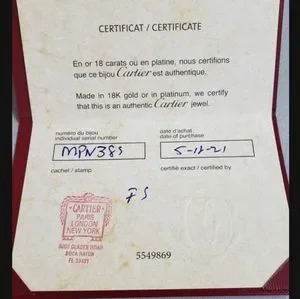 CERTIFICAT / CERTIFICATE
En or 18 carats ou en platine, nous certifions
que ce bijou Cartier est authentique.
Made in 18K gold or in platinum, we certify
that this is an authentic Cartier jewel.
numéro du bijou
individual serial number
date d'achat
date of purchase
MPN385
5-12-21
cachet / stamp
certifié exact / certified by
FS
CARTIER
PARIS
LONDON
NEW YORK
BOCA RATON
5549869